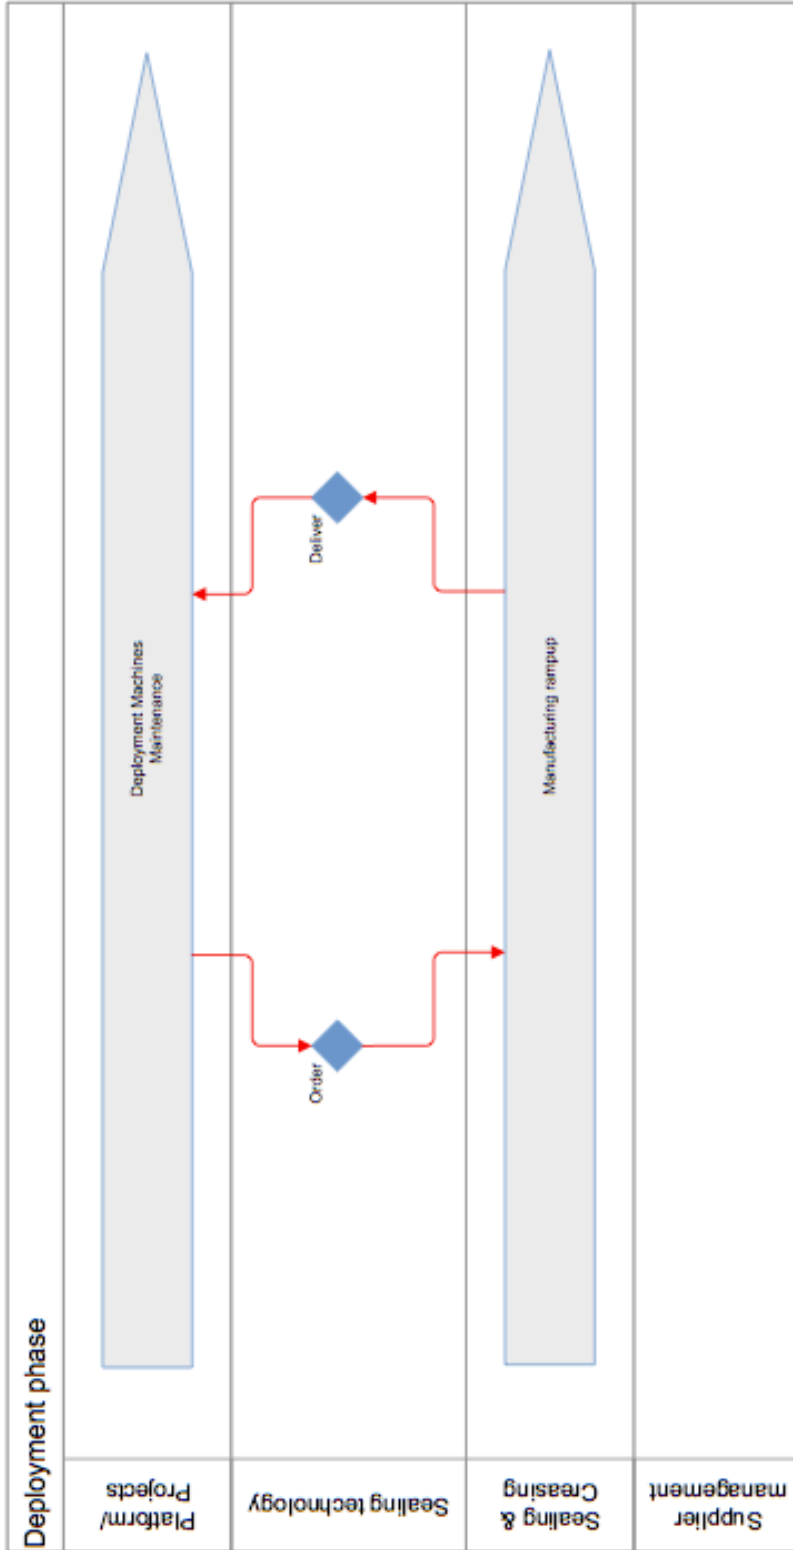 Deployment phase
Platform/
Projects
Deployment Machines
Maintenance
Sealing technology
Order
Deliver
Sealing &
Creasing
Manufacturing rampup
Supplier
management